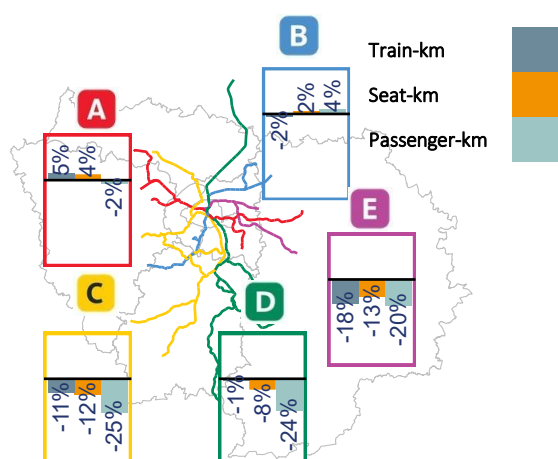 B
Train-km
Seat-km
Passenger-km
-2%
2%
4%
A
5%
4%
-2%
E
-18%
-13%
-20%
C
-11%
-12%
-25%
D
-1%
-8%
-24%